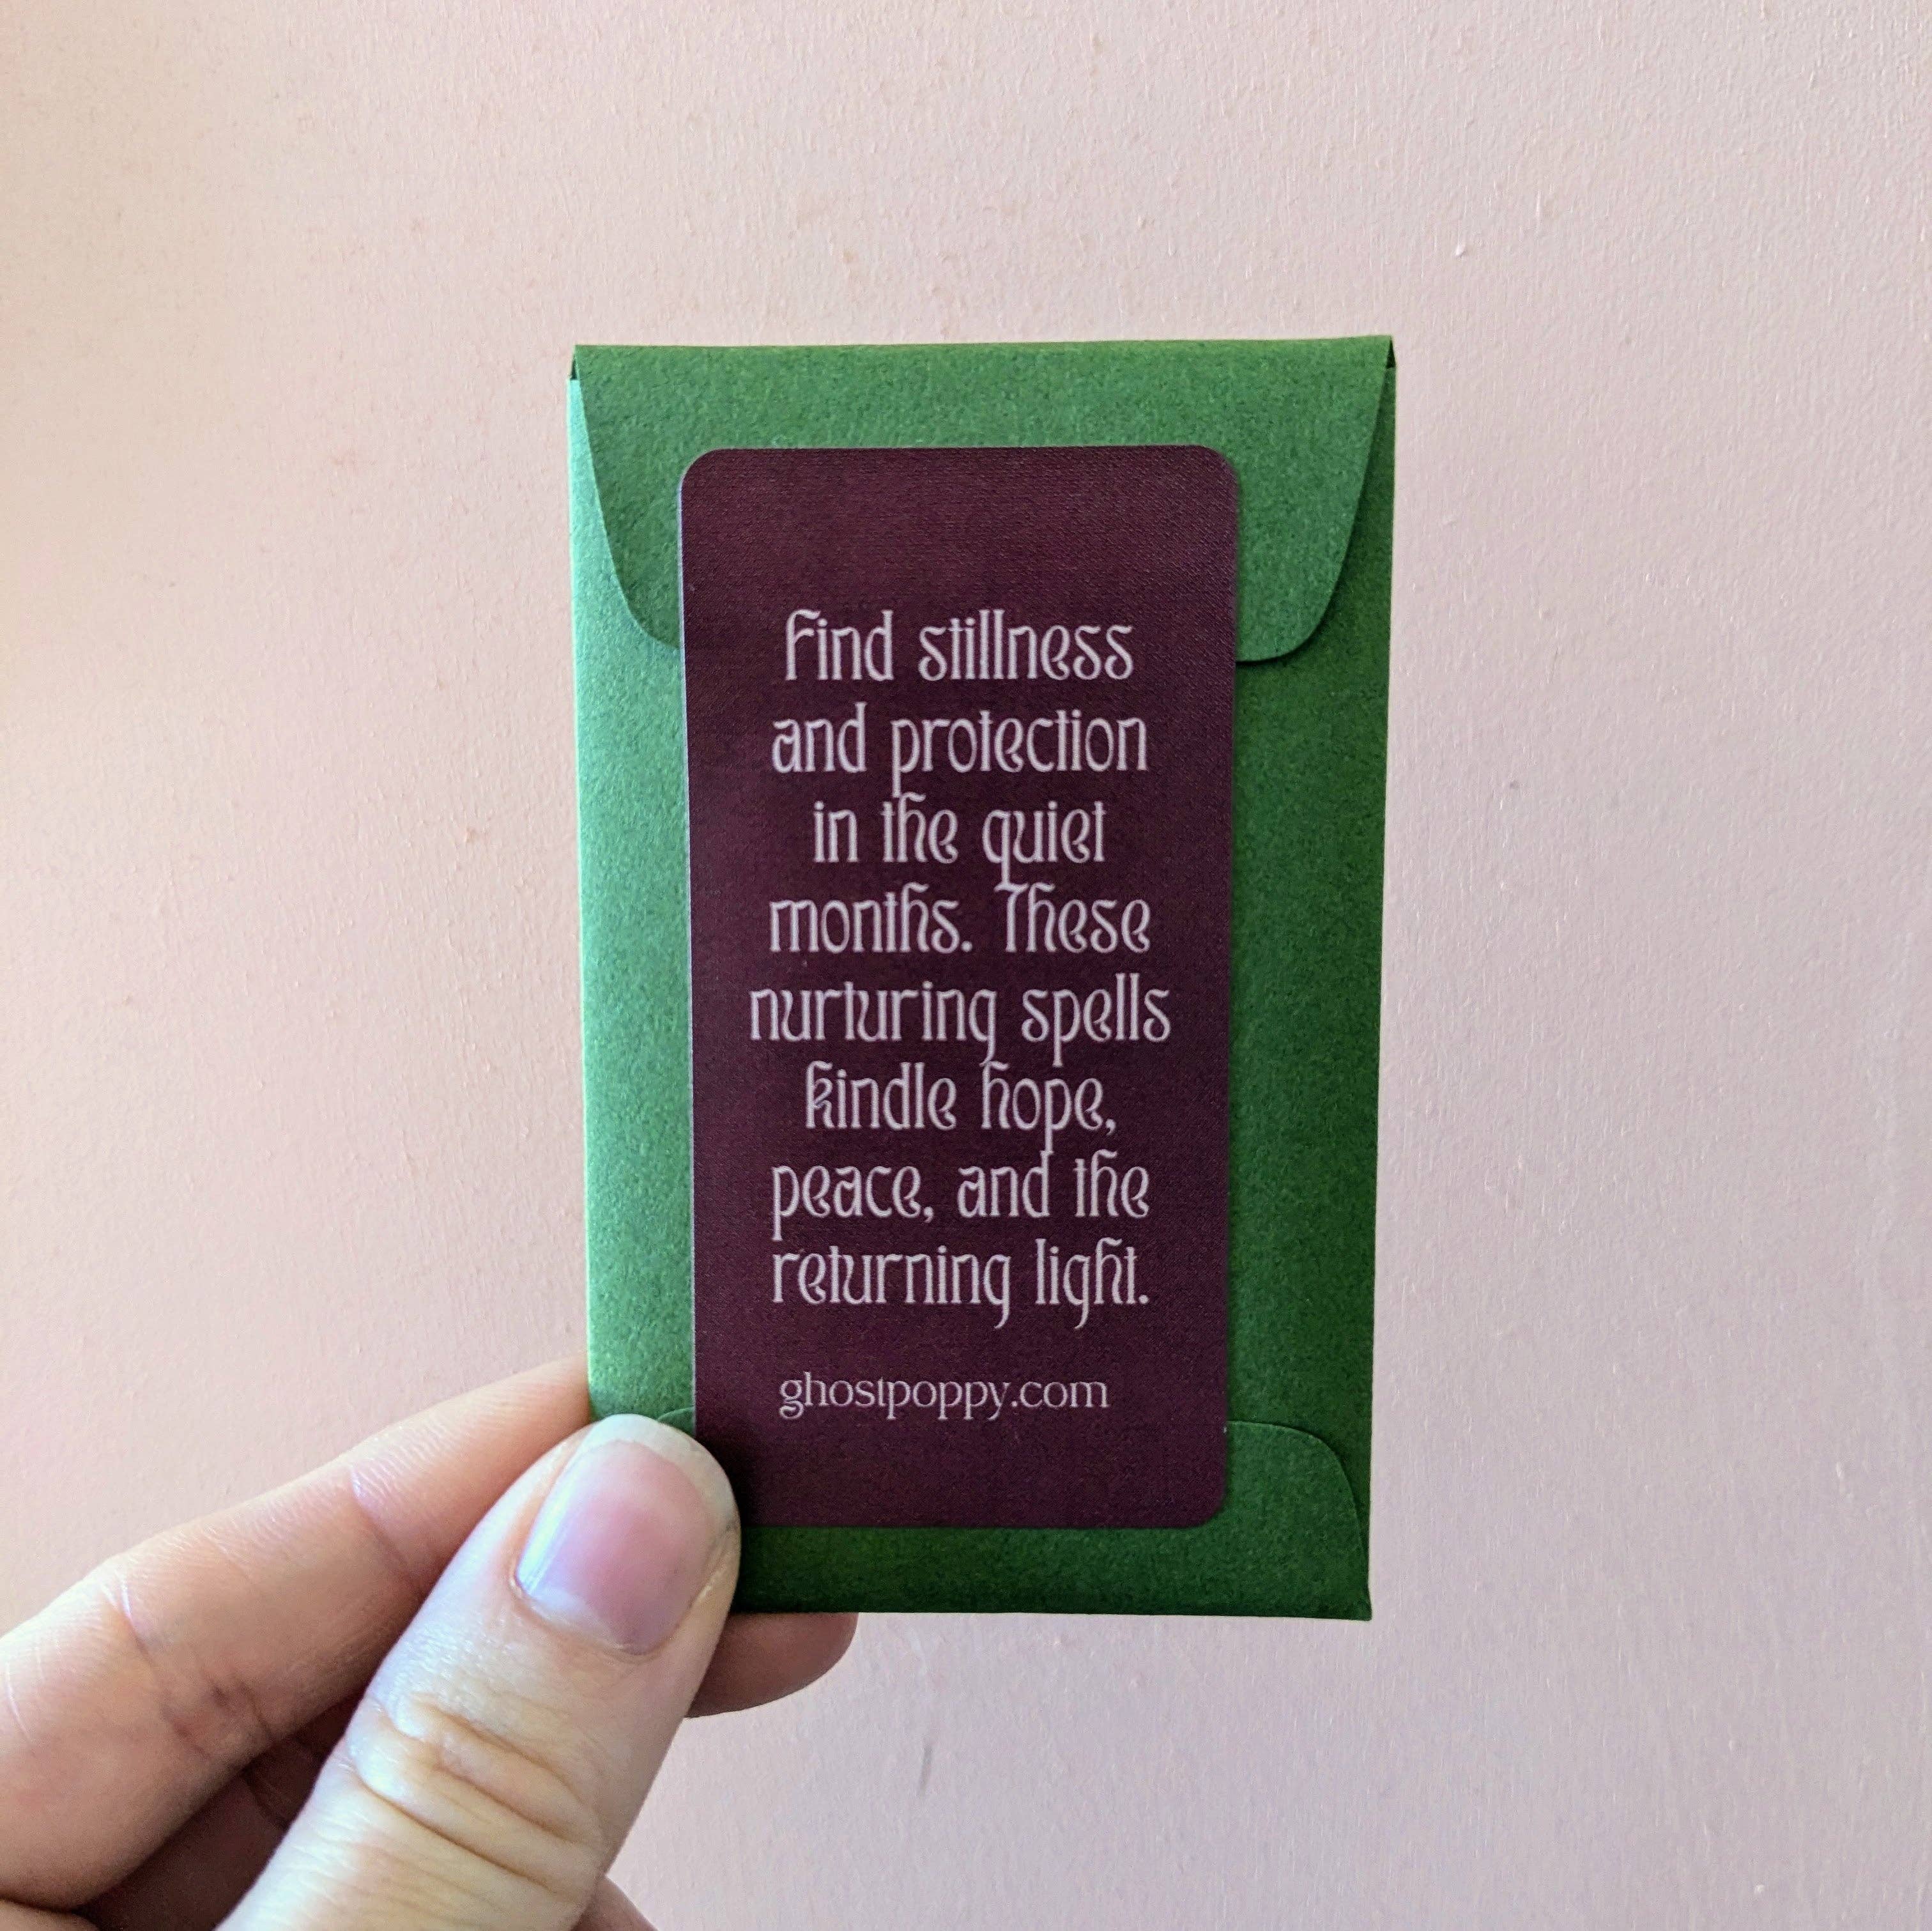 Find stillness
and protection
in the quiet
months. These
nurturing spells
kindle hope,
peace, and the
returning light.
ghostpoppy.com